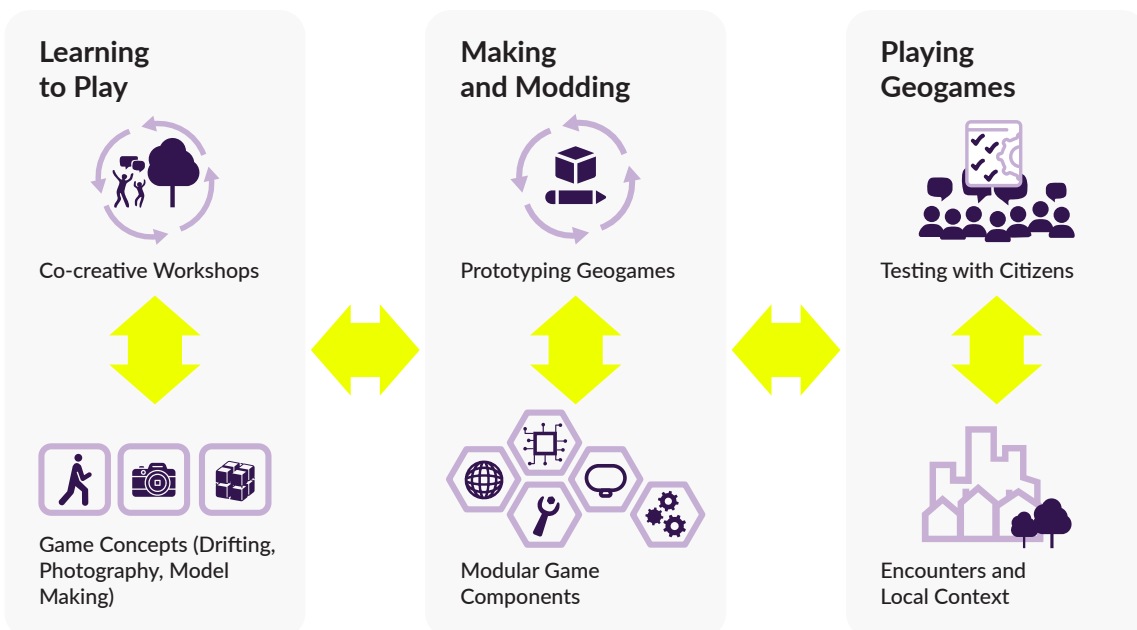 Learning
to Play
Co-creative Workshops
Game Concepts (Drifting,
Photography, Model
Making)
Making
and Modding
Prototyping Geogames
Modular Game
Components
Playing
Geogames
Testing with Citizens
Encounters and
Local Context